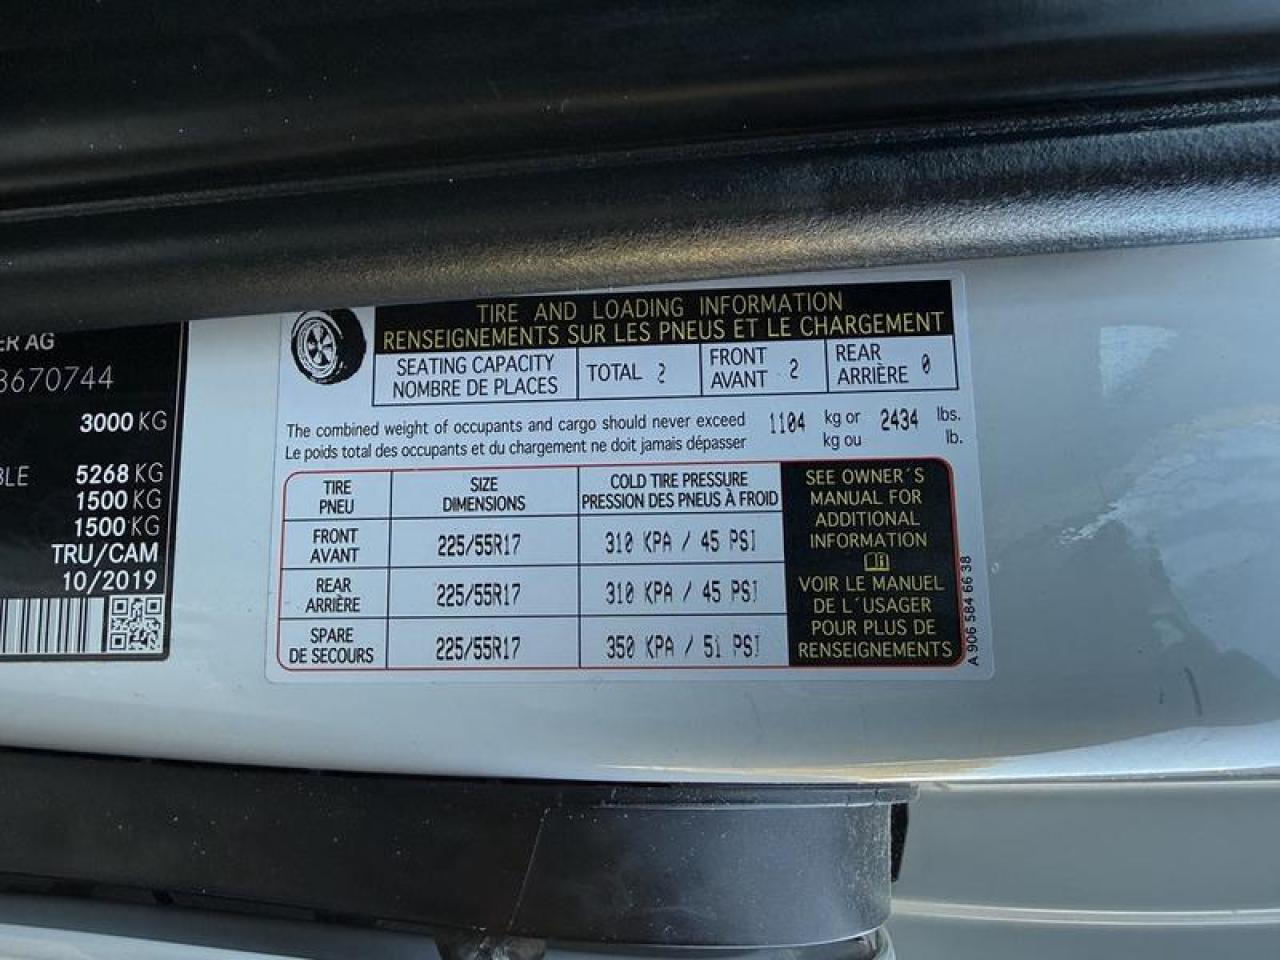 ER AG
3670744
3000 KG
BLE 5268 KG
1500 KG
1500 KG
TRU/CAM
10/2019
TIRE AND LOADING INFORMATION
RENSEIGNEMENTS SUR LES PNEUS ET LE CHARGEMENT
SEATING CAPACITY
NOMBRE DE PLACES
TOTAL 2
FRONT
AVANT 2
REAR
ARRIÈRE 0
The combined weight of occupants and cargo should never exceed 1104 kg or 2434 lbs.
Le poids total des occupants et du chargement ne doit jamais dépasser kg ou lb.
TIRE
PNEU
SIZE
DIMENSIONS
COLD TIRE PRESSURE
PRESSION DES PNEUS À FROID
FRONT
AVANT
225/55R17
310 KPA / 45 PSI
REAR
ARRIÈRE
225/55R17
310 KPA / 45 PSI
SPARE
DE SECOURS
225/55R17
350 KPA / 51 PSI
SEE OWNER´S
MANUAL FOR
ADDITIONAL
INFORMATION
VOIR LE MANUEL
DE L´USAGER
POUR PLUS DE
RENSEIGNEMENTS
A 906 584 66 38